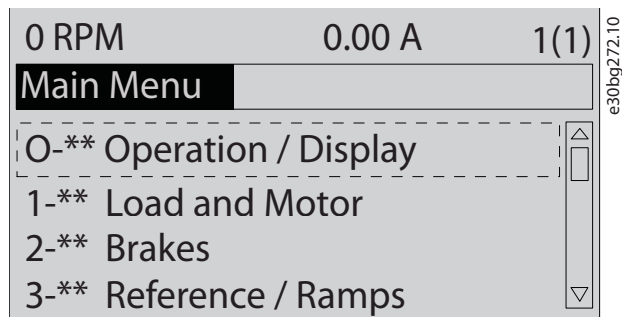 0 RPM 0.00 A 1(1)
Main Menu
O-** Operation / Display
1-** Load and Motor
2-** Brakes
3-** Reference / Ramps
e30bg272.10